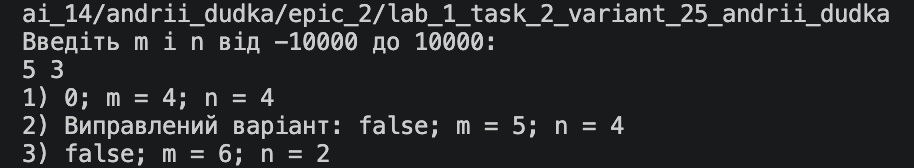 ai_14/andrii_dudka/epic_2/lab_1_task_2_variant_25_andrii_dudka
Введіть m і n від -10000 до 10000:
5 3
1) 0; m = 4; n = 4
2) Виправлений варіант: false; m = 5; n = 4
3) false; m = 6; n = 2